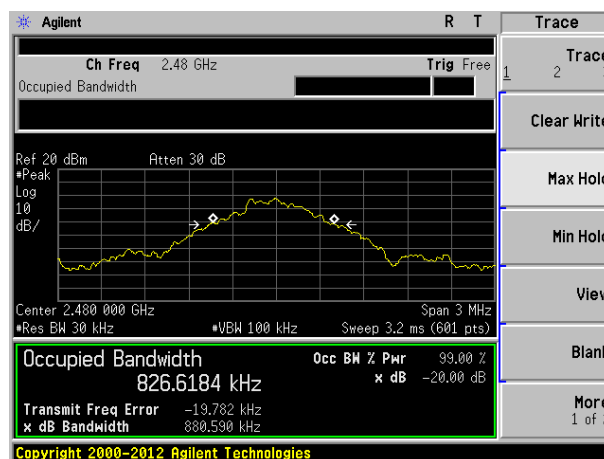 Agilent R T Trace
Ch Freq 2.48 GHz Trig Free
Occupied Bandwidth
Trace
1 2
Clear Write
Max Hold
Min Hold
View
Blank
More
1 of
Ref 20 dBm Atten 30 dB
#Peak
Log
10
dB/
Center 2.480 000 GHz Span 3 MHz
#Res BW 30 kHz #VBW 100 kHz Sweep 3.2 ms (601 pts)
Occupied Bandwidth Occ BW % Pwr 99.00 %
826.6184 kHz x dB -20.00 dB
Transmit Freq Error -19.782 kHz
x dB Bandwidth 880.590 kHz
Copyright 2000-2012 Agilent Technologies